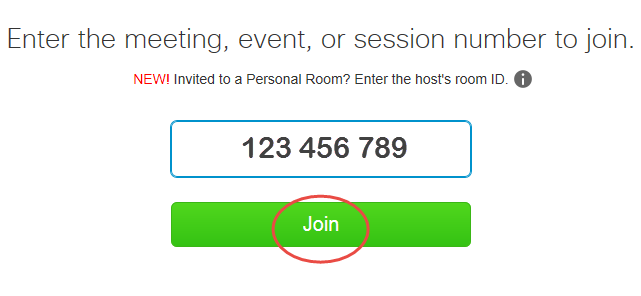 Enter the meeting, event, or session number to join.
NEW! Invited to a Personal Room? Enter the host's room ID. i
123 456 789
Join